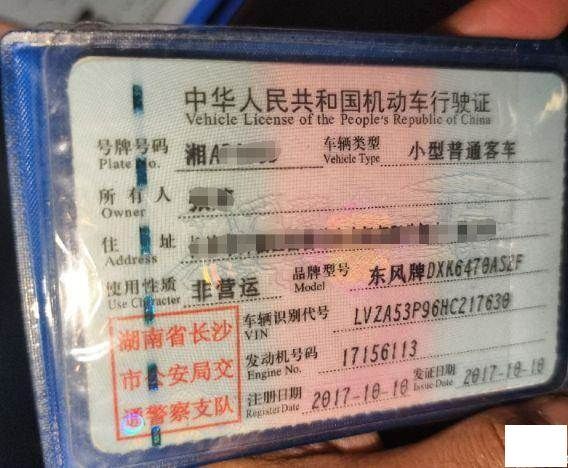 中华人民共和国机动车行驶证
Vehicle License of the People's Republic of China
号牌号码 湘A 车辆类型 小型普通客车
Plate No. Vehicle Type
所有人
Owner
住址
Address
使用性质 非营运 品牌型号 东风牌DXK6470AS2F
Use Character Model
车辆识别代号 LVZA53P96HC217630
VIN
发动机号码 17156113
Engine No.
注册日期 2017-10-10 发证日期 2017-10-10
Register Date Issue Date
湖南省长沙
市公安局交
通警察支队